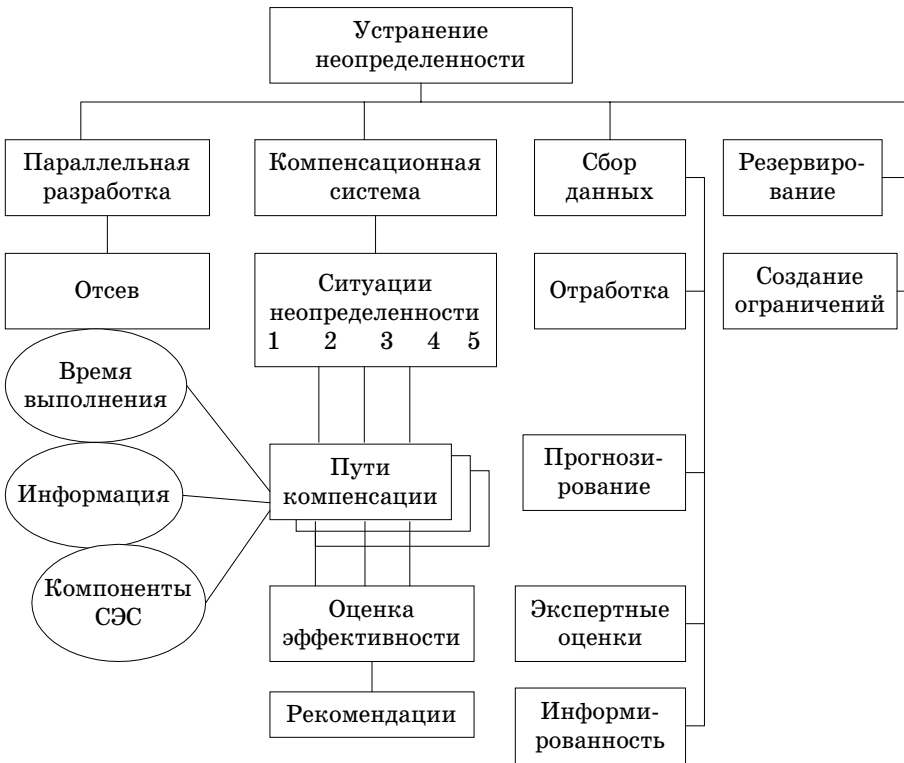 Устранение
неопределенности
Параллельная
разработка
Компенсационная
система
Сбор
данных
Резервиро-
вание
Отсев
Ситуации
неопределенности
1 2 3 4 5
Отработка
Создание
ограничений
Время
выполнения
Информация
Компоненты
СЭС
Пути
компенсации
Прогнози-
рование
Оценка
эффективности
Экспертные
оценки
Рекомендации
Информи-
рованность